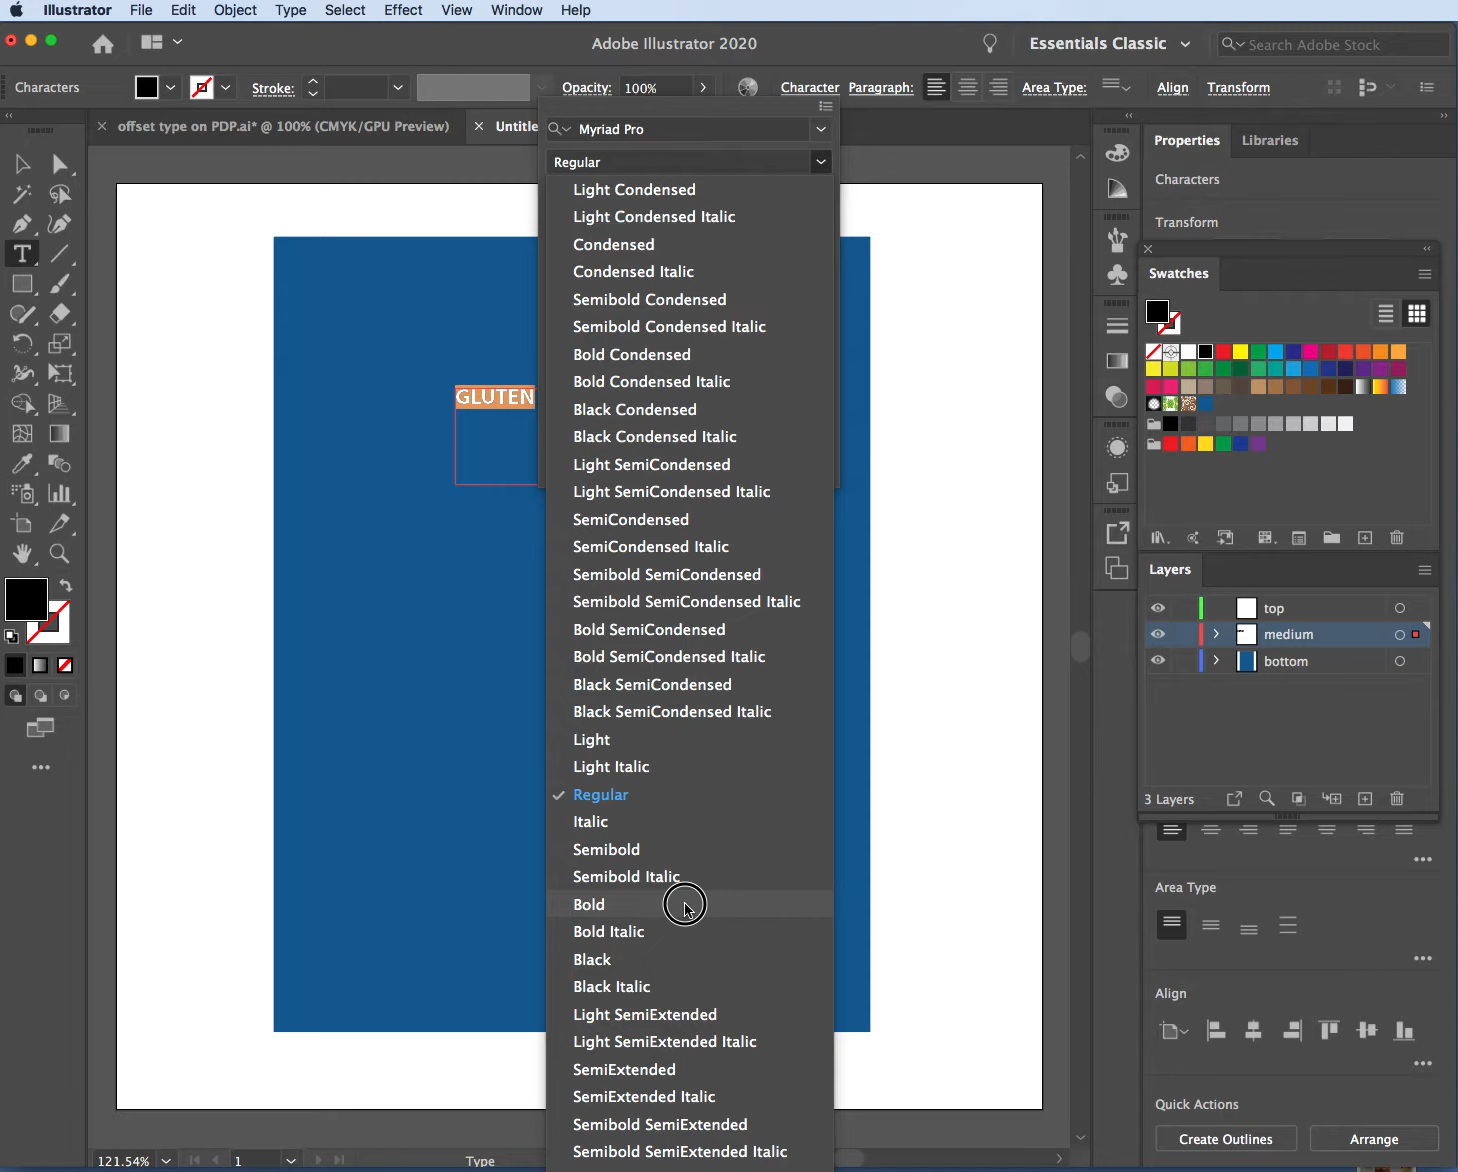 Illustrator File Edit Object Type Select Effect View Window Help
Adobe Illustrator 2020
Essentials Classic
Search Adobe Stock
Characters
Stroke:
Opacity: 100%
Character Paragraph:
Area Type:
Align
Transform
offset type on PDP.ai* @ 100% (CMYK/GPU Preview)
Untitle
Myriad Pro
Regular
Light Condensed
Light Condensed Italic
Condensed
Condensed Italic
Semibold Condensed
Semibold Condensed Italic
Bold Condensed
Bold Condensed Italic
Black Condensed
Black Condensed Italic
Light SemiCondensed
Light SemiCondensed Italic
SemiCondensed
SemiCondensed Italic
Semibold SemiCondensed
Semibold SemiCondensed Italic
Bold SemiCondensed
Bold SemiCondensed Italic
Black SemiCondensed
Black SemiCondensed Italic
Light
Light Italic
Regular
Italic
Semibold
Semibold Italic
Bold
Bold Italic
Black
Black Italic
Light SemiExtended
Light SemiExtended Italic
SemiExtended
SemiExtended Italic
Semibold SemiExtended
Semibold SemiExtended Italic
GLUTEN
121.54%
1
Type
Properties
Libraries
Characters
Transform
Swatches
Layers
top
medium
bottom
3 Layers
Area Type
Align
Quick Actions
Create Outlines
Arrange